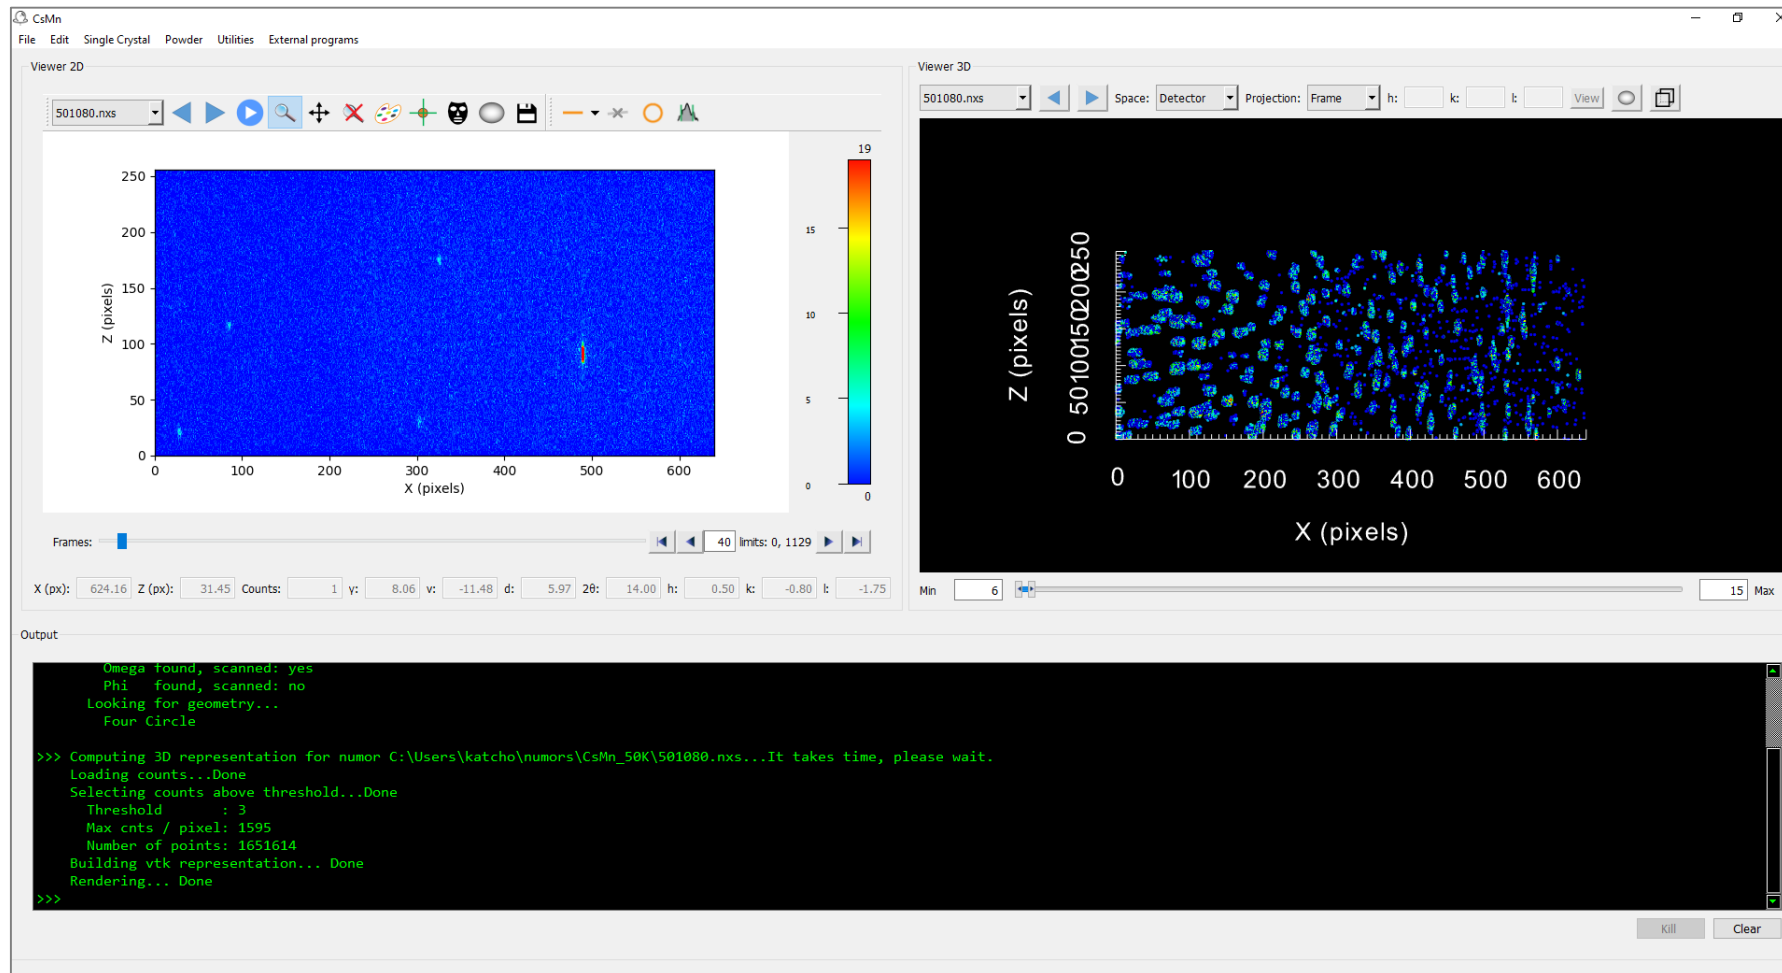 CsMn
File Edit Single Crystal Powder Utilities External programs
Viewer 2D
501080.nxs
19
15
10
5
0
0
250
200
150
100
50
0
Z (pixels)
0 100 200 300 400 500 600
X (pixels)
Frames: 40 limits: 0, 1129
X (px): 624.16 Z (px): 31.45 Counts: 1 γ: 8.06 ν: -11.48 d: 5.97 2θ: 14.00 h: 0.50 k: -0.80 l: -1.75
Viewer 3D
501080.nxs Space: Detector Projection: Frame h: k: l: View
Z (pixels)
0 50 100 150 200 250
0 100 200 300 400 500 600
X (pixels)
Min 6 15 Max
Output
Omega found, scanned: yes
Phi found, scanned: no
Looking for geometry...
Four Circle
>>> Computing 3D representation for numor C:\Users\katcho\numors\CsMn_50K\501080.nxs...It takes time, please wait.
Loading counts...Done
Selecting counts above threshold...Done
Threshold : 3
Max cnts / pixel: 1595
Number of points: 1651614
Building vtk representation... Done
Rendering... Done
>>>
Kill Clear